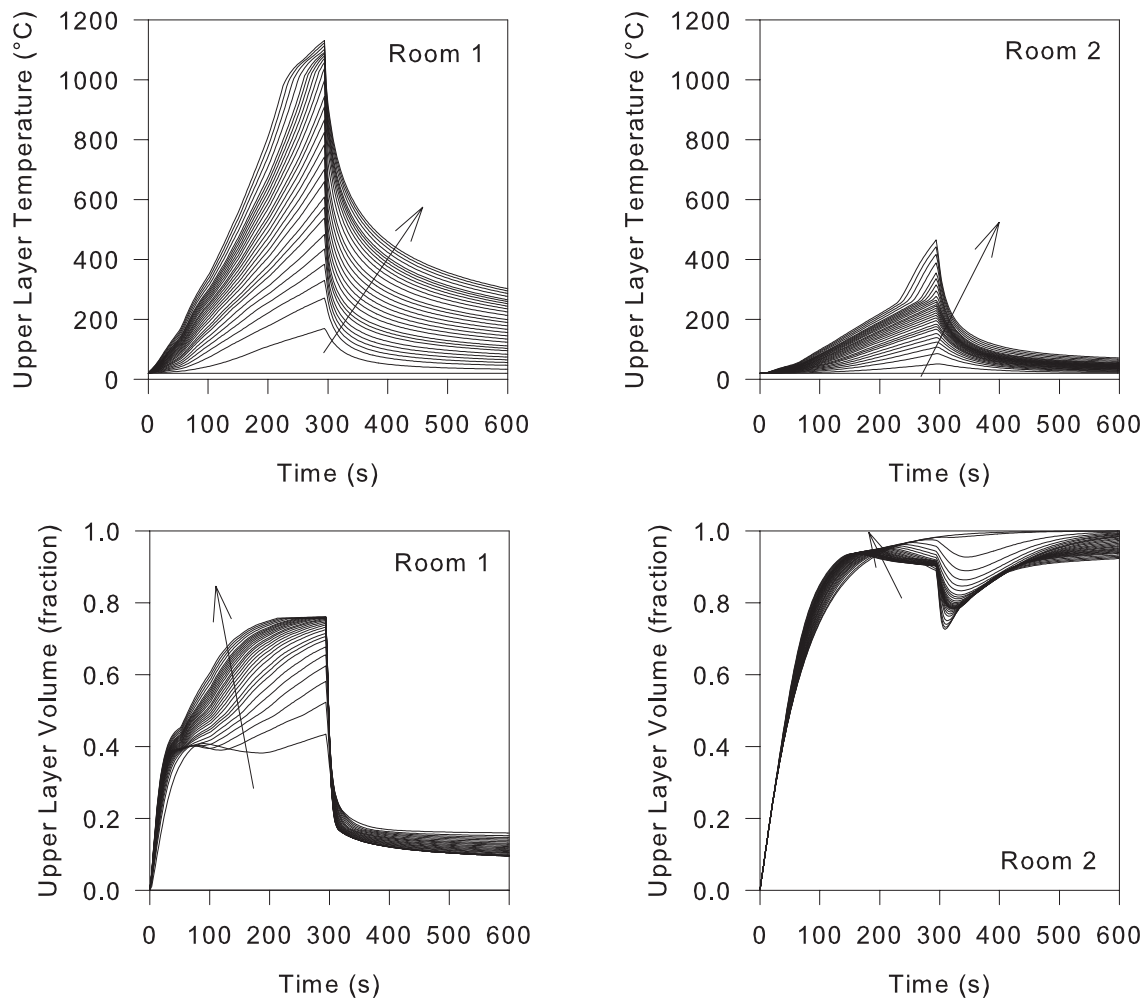 Upper Layer Temperature (°C)
1200
1000
800
600
400
200
0
Room 1
0 100 200 300 400 500 600
Time (s)
Upper Layer Temperature (°C)
1200
1000
800
600
400
200
0
Room 2
0 100 200 300 400 500 600
Time (s)
Upper Layer Volume (fraction)
1.0
0.8
0.6
0.4
0.2
0.0
Room 1
0 100 200 300 400 500 600
Time (s)
Upper Layer Volume (fraction)
1.0
0.8
0.6
0.4
0.2
0.0
Room 2
0 100 200 300 400 500 600
Time (s)